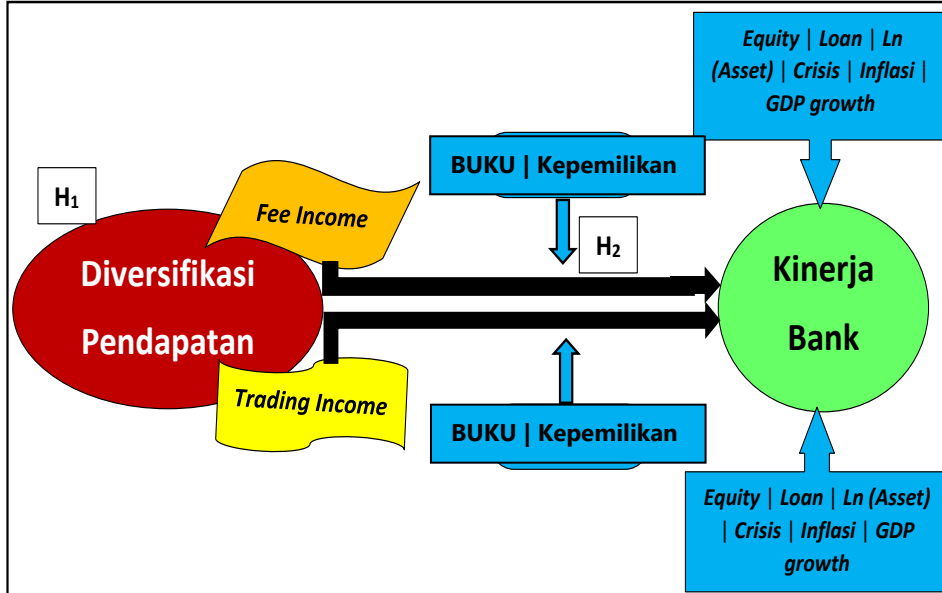 Equity | Loan | Ln
(Asset) | Crisis | Inflasi |
GDP growth
BUKU | Kepemilikan
H1
Fee Income
H2
Diversifikasi
Pendapatan
Kinerja
Bank
Trading Income
BUKU | Kepemilikan
Equity | Loan | Ln (Asset)
| Crisis | Inflasi | GDP
growth